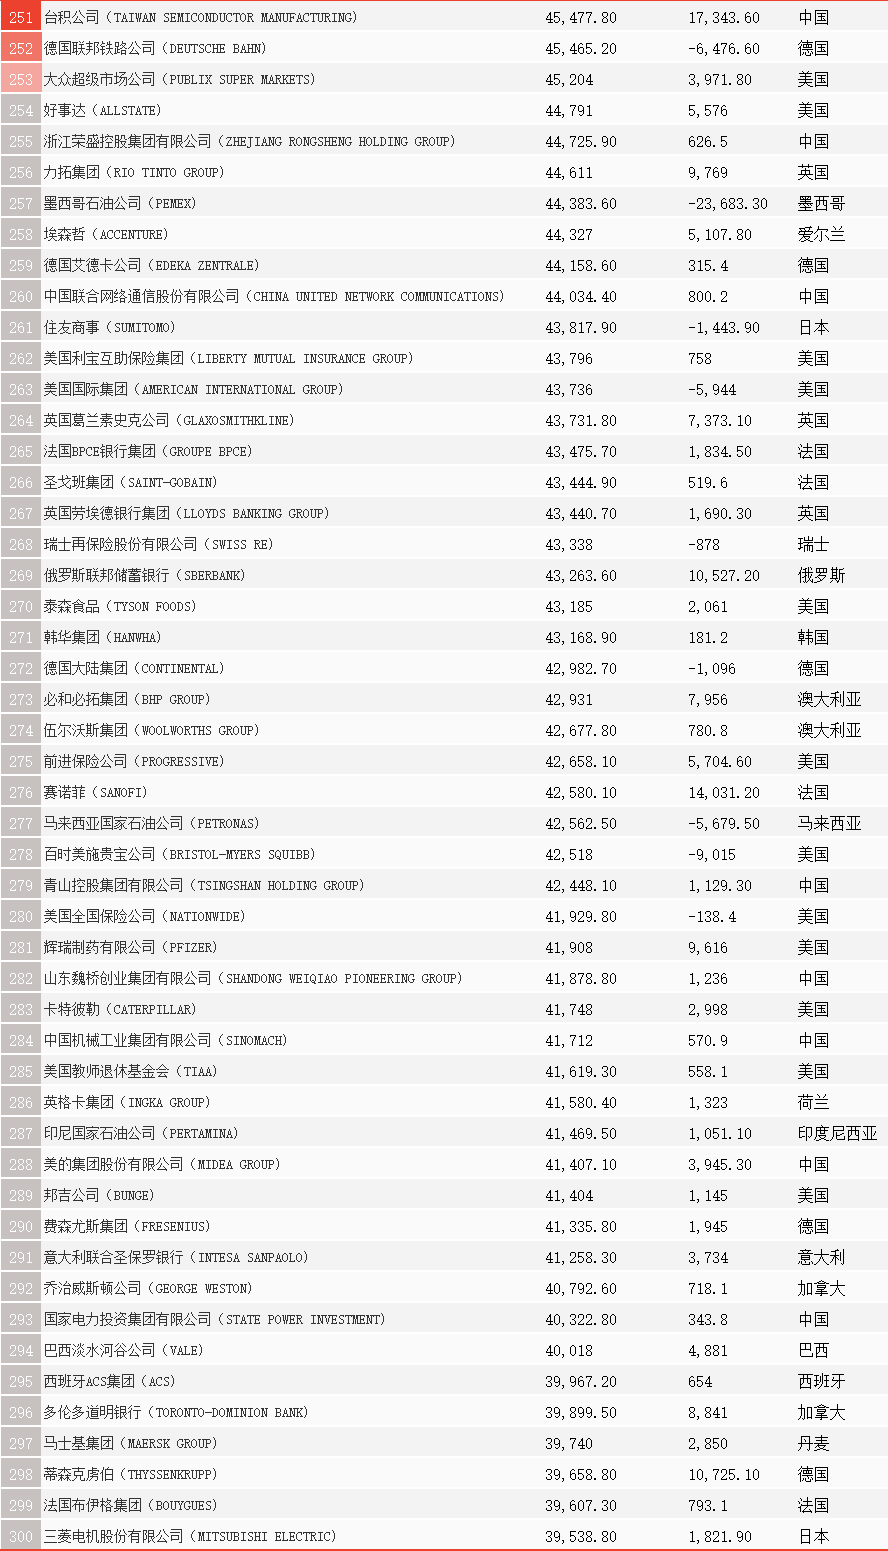 251 台积公司(TAIWAN SEMICONDUCTOR MANUFACTURING) 45,477.80 17,343.60 中国
252 德国联邦铁路公司(DEUTSCHE BAHN) 45,465.20 -6,476.60 德国
253 大众超级市场公司(PUBLIX SUPER MARKETS) 45,204 3,971.80 美国
254 好事达(ALLSTATE) 44,791 5,576 美国
255 浙江荣盛控股集团有限公司(ZHEJIANG RONGSHENG HOLDING GROUP) 44,725.90 626.5 中国
256 力拓集团(RIO TINTO GROUP) 44,611 9,769 英国
257 墨西哥石油公司(PEMEX) 44,383.60 -23,683.30 墨西哥
258 埃森哲(ACCENTURE) 44,327 5,107.80 爱尔兰
259 德国艾德卡公司(EDEKA ZENTRALE) 44,158.60 315.4 德国
260 中国联合网络通信股份有限公司(CHINA UNITED NETWORK COMMUNICATIONS) 44,034.40 800.2 中国
261 住友商事(SUMITOMO) 43,817.90 -1,443.90 日本
262 美国利宝互助保险集团(LIBERTY MUTUAL INSURANCE GROUP) 43,796 758 美国
263 美国国际集团(AMERICAN INTERNATIONAL GROUP) 43,736 -5,944 美国
264 英国葛兰素史克公司(GLAXOSMITHKLINE) 43,731.80 7,373.10 英国
265 法国BPCE银行集团(GROUPE BPCE) 43,475.70 1,834.50 法国
266 圣戈班集团(SAINT-GOBAIN) 43,444.90 519.6 法国
267 英国劳埃德银行集团(LLOYDS BANKING GROUP) 43,440.70 1,690.30 英国
268 瑞士再保险股份有限公司(SWISS RE) 43,338 -878 瑞士
269 俄罗斯联邦储蓄银行(SBERBANK) 43,263.60 10,527.20 俄罗斯
270 泰森食品(TYSON FOODS) 43,185 2,061 美国
271 韩华集团(HANWHA) 43,168.90 181.2 韩国
272 德国大陆集团(CONTINENTAL) 42,982.70 -1,096 德国
273 必和必拓集团(BHP GROUP) 42,931 7,956 澳大利亚
274 伍尔沃斯集团(WOOLWORTHS GROUP) 42,677.80 780.8 澳大利亚
275 前进保险公司(PROGRESSIVE) 42,658.10 5,704.60 美国
276 赛诺菲(SANOFI) 42,580.10 14,031.20 法国
277 马来西亚国家石油公司(PETRONAS) 42,562.50 -5,679.50 马来西亚
278 百时美施贵宝公司(BRISTOL-MYERS SQUIBB) 42,518 -9,015 美国
279 青山控股集团有限公司(TSINGSHAN HOLDING GROUP) 42,448.10 1,129.30 中国
280 美国全国保险公司(NATIONWIDE) 41,929.80 -138.4 美国
281 辉瑞制药有限公司(PFIZER) 41,908 9,616 美国
282 山东魏桥创业集团有限公司(SHANDONG WEIQIAO PIONEERING GROUP) 41,878.80 1,236 中国
283 卡特彼勒(CATERPILLAR) 41,748 2,998 美国
284 中国机械工业集团有限公司(SINOMACH) 41,712 570.9 中国
285 美国教师退休基金会(TIAA) 41,619.30 558.1 美国
286 英格卡集团(INGKA GROUP) 41,580.40 1,323 荷兰
287 印尼国家石油公司(PERTAMINA) 41,469.50 1,051.10 印度尼西亚
288 美的集团股份有限公司(MIDEA GROUP) 41,407.10 3,945.30 中国
289 邦吉公司(BUNGE) 41,404 1,145 美国
290 费森尤斯集团(FRESENIUS) 41,335.80 1,945 德国
291 意大利联合圣保罗银行(INTESA SANPAOLO) 41,258.30 3,734 意大利
292 乔治威斯顿公司(GEORGE WESTON) 40,792.60 718.1 加拿大
293 国家电力投资集团有限公司(STATE POWER INVESTMENT) 40,322.80 343.8 中国
294 巴西淡水河谷公司(VALE) 40,018 4,881 巴西
295 西班牙ACS集团(ACS) 39,967.20 654 西班牙
296 多伦多道明银行(TORONTO-DOMINION BANK) 39,899.50 8,841 加拿大
297 马士基集团(MAERSK GROUP) 39,740 2,850 丹麦
298 蒂森克虏伯(THYSSENKRUPP) 39,658.80 10,725.10 德国
299 法国布伊格集团(BOUYGUES) 39,607.30 793.1 法国
300 三菱电机股份有限公司(MITSUBISHI ELECTRIC) 39,538.80 1,821.90 日本